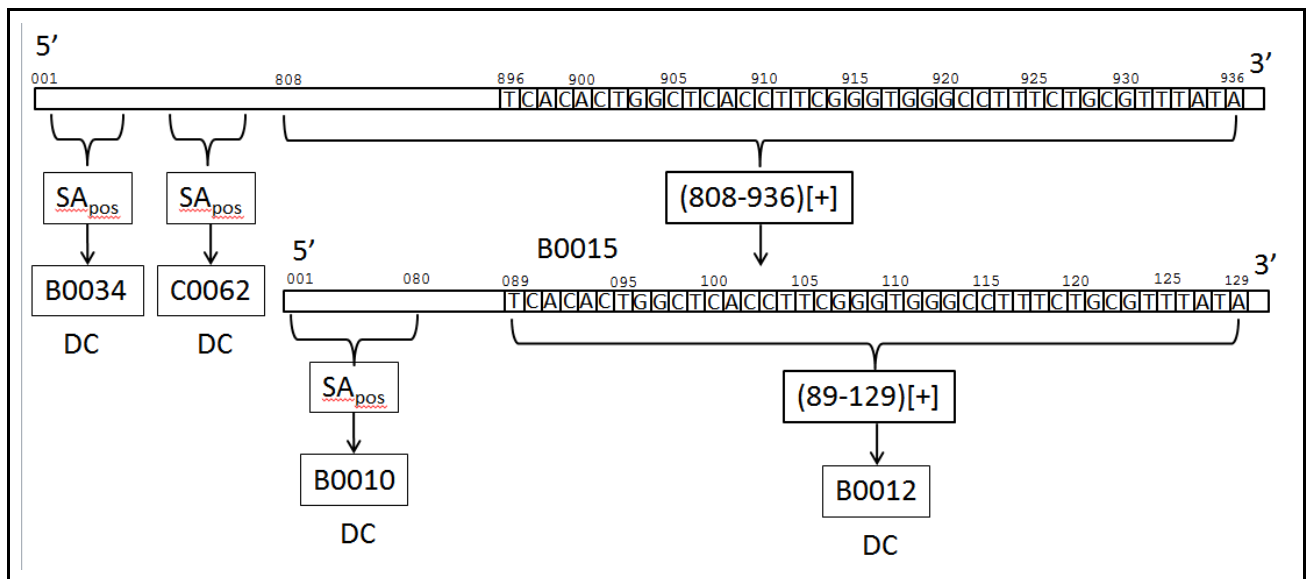 5’
3’
001 808 896 900 905 910 915 920 925 930 936
TCACACTGGCTCACCTTCGGGTGGGCCTTTCTGCGTTTATA
SApos SApos (808-936)[+]
B0034 C0062
DC DC
5’ B0015 3’
001 080 089 095 100 105 110 115 120 125 129
TCACACTGGCTCACCTTCGGGTGGGCCTTTCTGCGTTTATA
SApos (89-129)[+]
B0010 B0012
DC DC